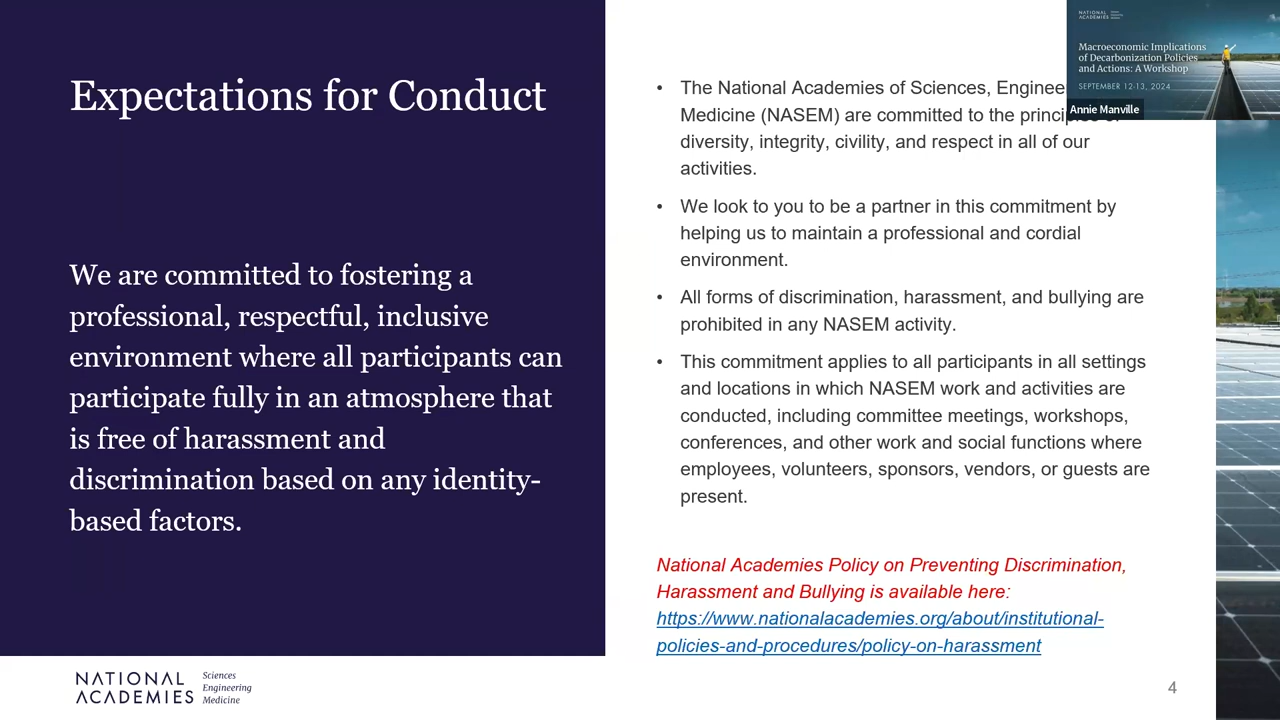 Expectations for Conduct
We are committed to fostering a
professional, respectful, inclusive
environment where all participants can
participate fully in an atmosphere that
is free of harassment and
discrimination based on any identity-
based factors.
• The National Academies of Sciences, Enginee
Medicine (NASEM) are committed to the principles of
diversity, integrity, civility, and respect in all of our
activities.
• We look to you to be a partner in this commitment by
helping us to maintain a professional and cordial
environment.
• All forms of discrimination, harassment, and bullying are
prohibited in any NASEM activity.
• This commitment applies to all participants in all settings
and locations in which NASEM work and activities are
conducted, including committee meetings, workshops,
conferences, and other work and social functions where
employees, volunteers, sponsors, vendors, or guests are
present.
National Academies Policy on Preventing Discrimination,
Harassment and Bullying is available here:
https://www.nationalacademies.org/about/institutional-
policies-and-procedures/policy-on-harassment
NATIONAL
ACADEMIES
Sciences
Engineering
Medicine
4
NATIONAL
ACADEMIES
Macroeconomic Implications
of Decarbonization Policies
and Actions: A Workshop
SEPTEMBER 12-13, 2024
Annie Manville